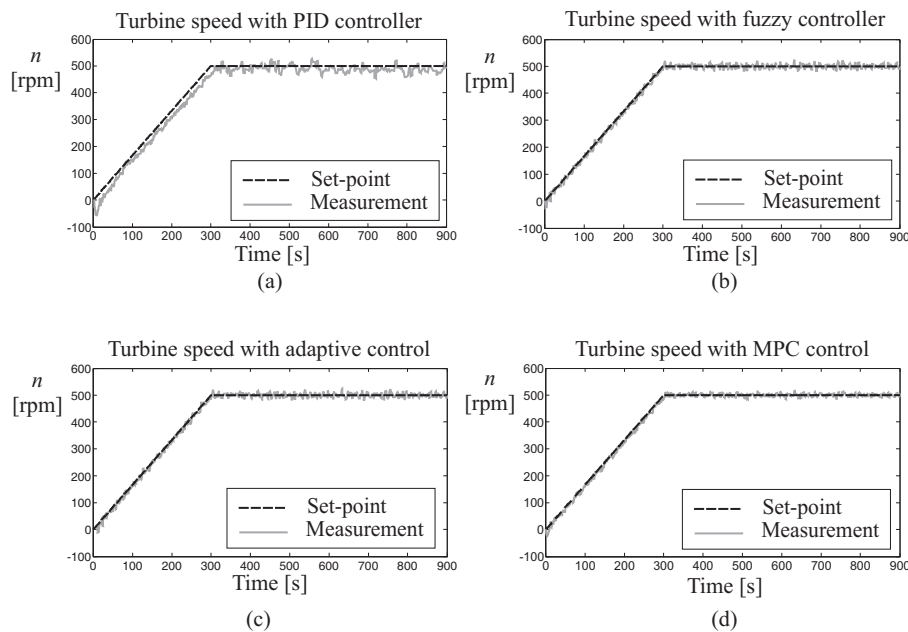 Turbine speed with PID controller
600
500
400
300
200
100
0
-100
n
[rpm]
Set-point
Measurement
0 100 200 300 400 500 600 700 800 900
Time [s]
(a)
Turbine speed with fuzzy controller
600
500
400
300
200
100
0
-100
n
[rpm]
Set-point
Measurement
0 100 200 300 400 500 600 700 800 900
Time [s]
(b)
Turbine speed with adaptive control
600
500
400
300
200
100
0
-100
n
[rpm]
Set-point
Measurement
0 100 200 300 400 500 600 700 800 900
Time [s]
(c)
Turbine speed with MPC control
600
500
400
300
200
100
0
-100
n
[rpm]
Set-point
Measurement
0 100 200 300 400 500 600 700 800 900
Time [s]
(d)